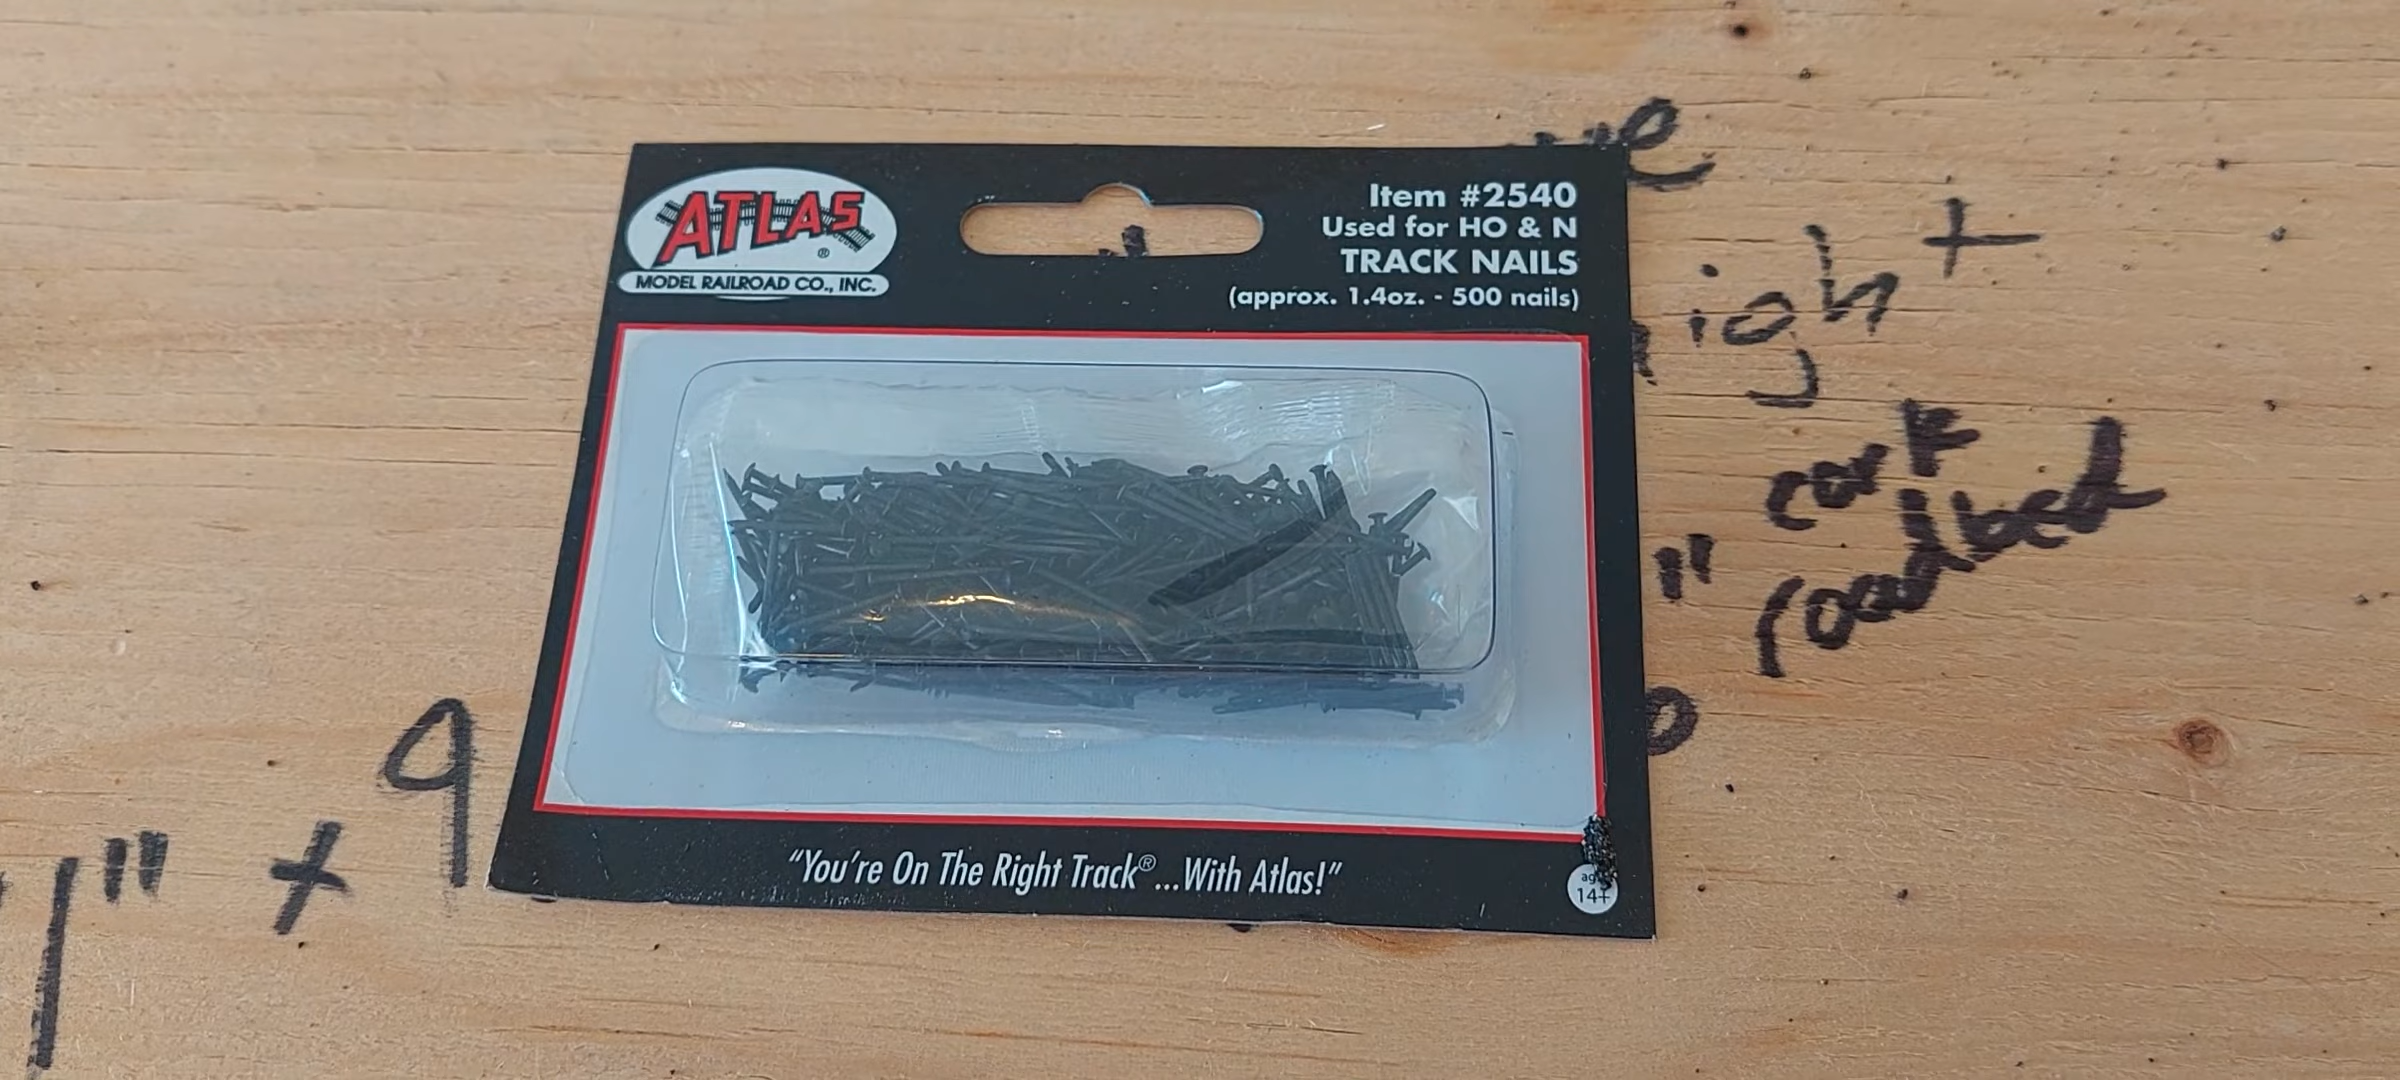 ATLAS®
MODEL RAILROAD CO., INC.
Item #2540
Used for HO & N
TRACK NAILS
(approx. 1.4oz. - 500 nails)
cork
" roadbed
1" x 9
"You're On The Right Track®...With Atlas!"
14+